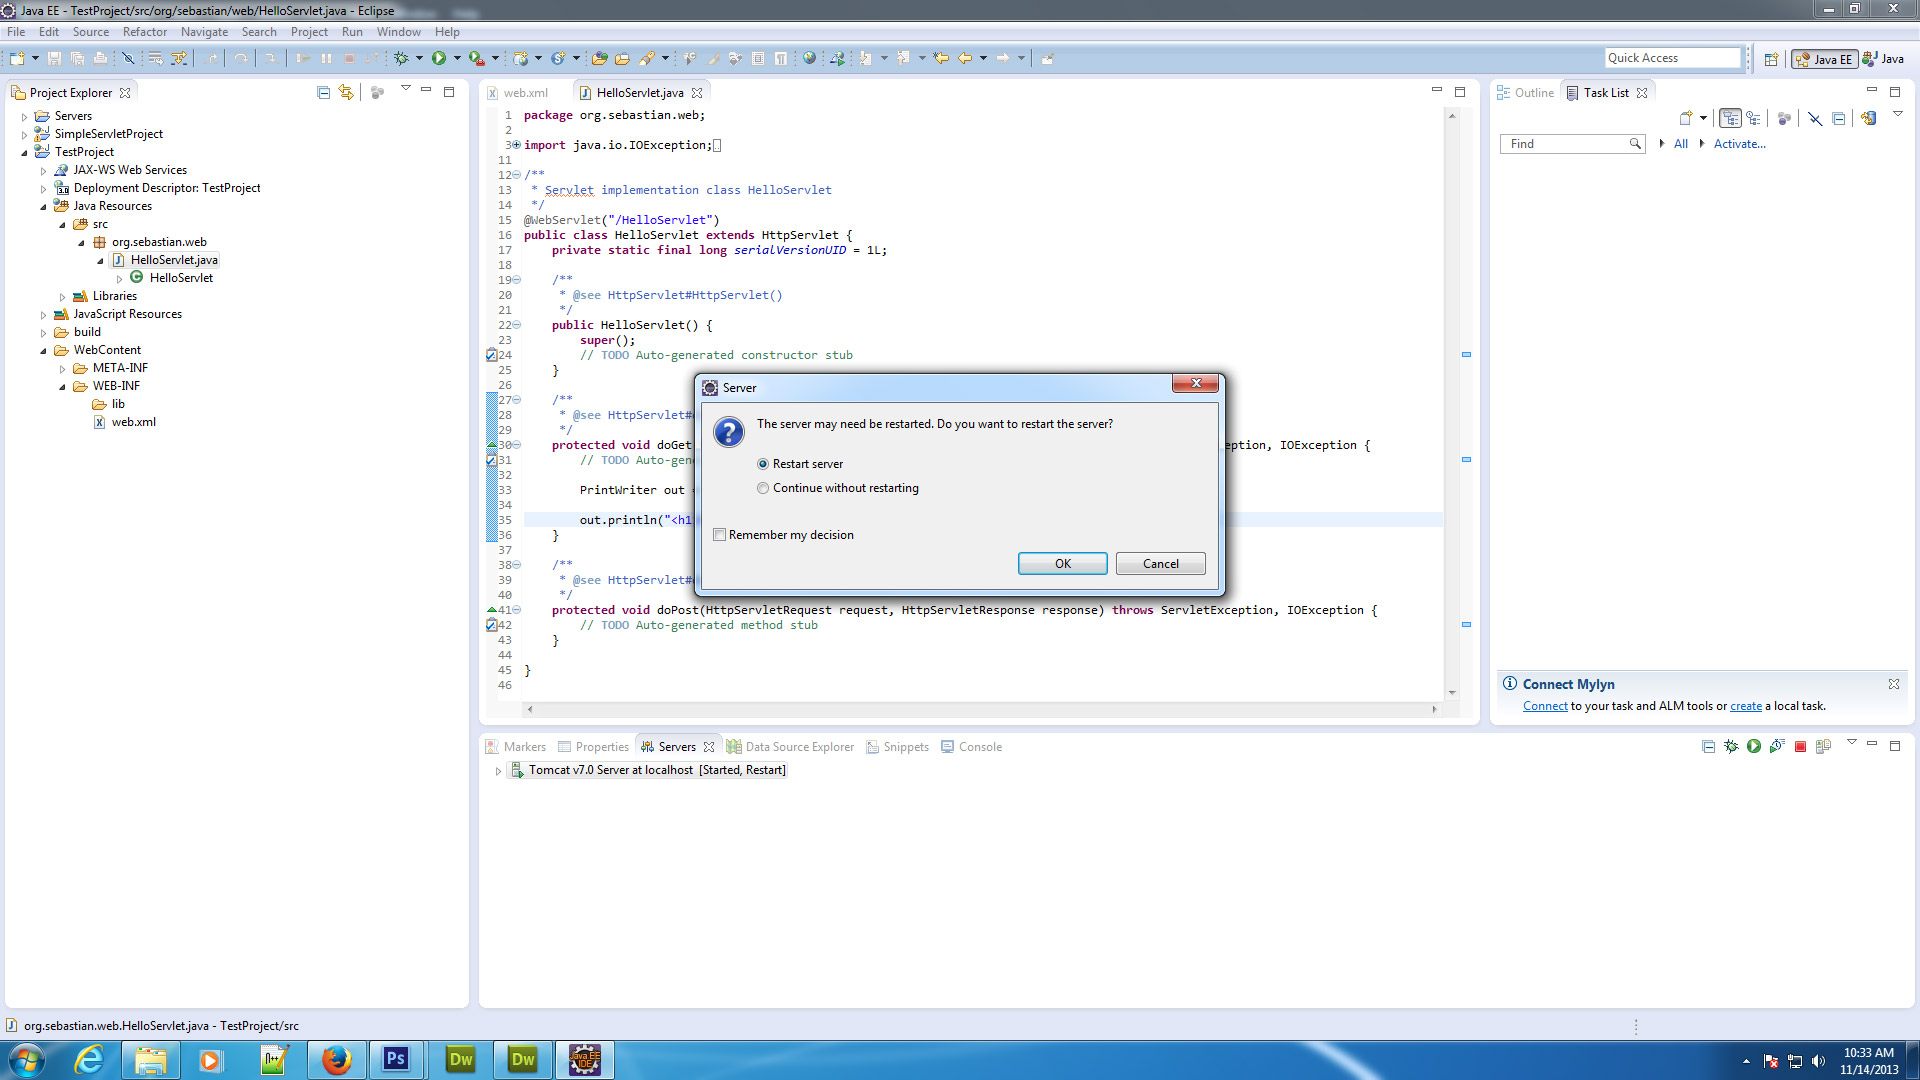 Java EE - TestProject/src/org/sebastian/web/HelloServlet.java - Eclipse
File Edit Source Refactor Navigate Search Project Run Window Help
Quick Access
Java EE
Java
Project Explorer
Servers
SimpleServletProject
TestProject
JAX-WS Web Services
Deployment Descriptor: TestProject
Java Resources
src
org.sebastian.web
HelloServlet.java
HelloServlet
Libraries
JavaScript Resources
build
WebContent
META-INF
WEB-INF
lib
web.xml
web.xml HelloServlet.java
1 package org.sebastian.web;
2
3 import java.io.IOException;
11
12 /**
13 * Servlet implementation class HelloServlet
14 */
15 @WebServlet("/HelloServlet")
16 public class HelloServlet extends HttpServlet {
17 private static final long serialVersionUID = 1L;
18
19 /**
20 * @see HttpServlet#HttpServlet()
21 */
22 public HelloServlet() {
23 super();
24 // TODO Auto-generated constructor stub
25 }
26
27 /**
28 * @see HttpServlet#
29 */
30 protected void doGet ption, IOException {
31 // TODO Auto-gen
32
33 PrintWriter out
34
35 out.println("<h1
36 }
37
38 /**
39 * @see HttpServlet#
40 */
41 protected void doPost(HttpServletRequest request, HttpServletResponse response) throws ServletException, IOException {
42 // TODO Auto-generated method stub
43 }
44
45 }
46
Server
The server may need be restarted. Do you want to restart the server?
Restart server
Continue without restarting
Remember my decision
OK Cancel
Outline Task List
Find All Activate...
Connect Mylyn
Connect to your task and ALM tools or create a local task.
Markers Properties Servers Data Source Explorer Snippets Console
Tomcat v7.0 Server at localhost [Started, Restart]
org.sebastian.web.HelloServlet.java - TestProject/src
Ps
Dw
Dw
Java EE
IDE
10:33 AM
11/14/2013